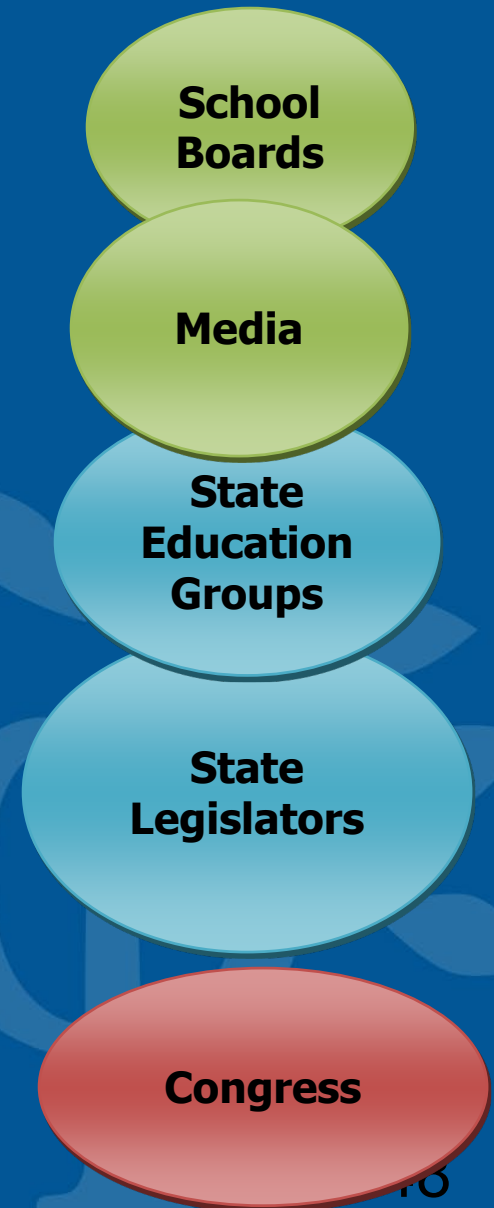 School
Boards
Media
State
Education
Groups
State
Legislators
Congress